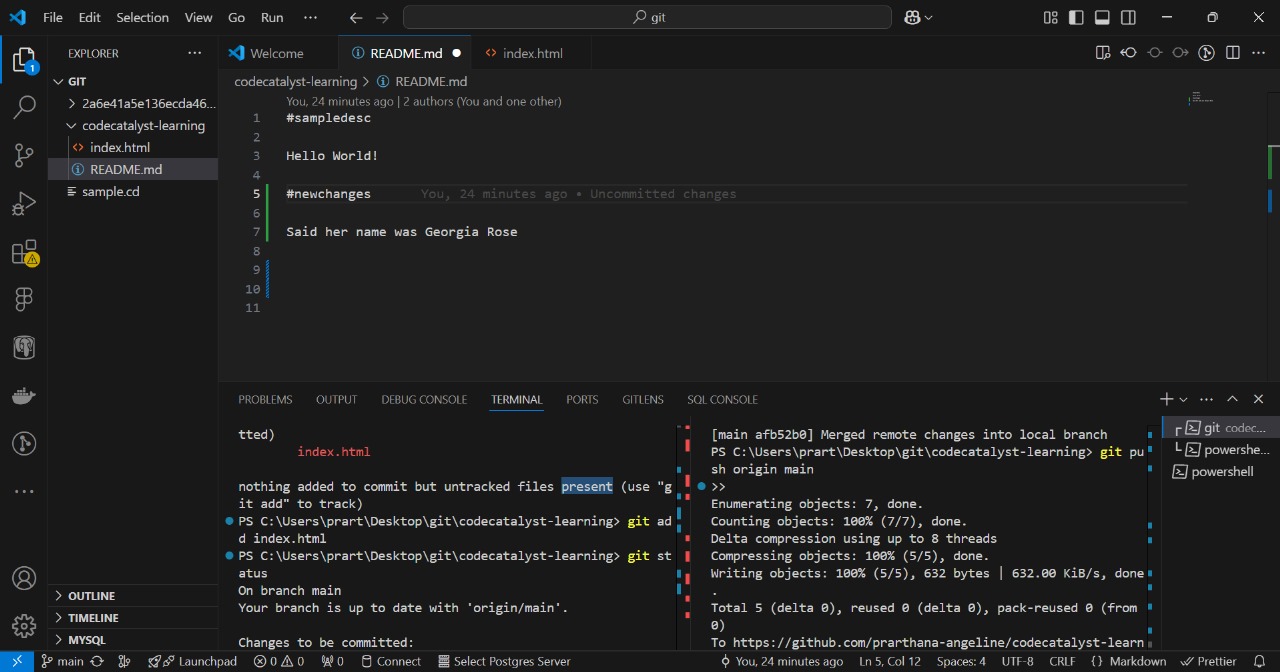 File Edit Selection View Go Run ··· git
EXPLORER ···
GIT
2a6e41a5e136ecda46...
codecatalyst-learning
index.html
README.md
sample.cd
OUTLINE
TIMELINE
MYSQL
1
Welcome README.md index.html
codecatalyst-learning > README.md
You, 24 minutes ago | 2 authors (You and one other)
1 #sampledesc
2
3 Hello World!
4
5 #newchanges You, 24 minutes ago • Uncommitted changes
6
7 Said her name was Georgia Rose
8
9
10
11
PROBLEMS OUTPUT DEBUG CONSOLE TERMINAL PORTS GITLENS SQL CONSOLE
tted)
index.html
nothing added to commit but untracked files present (use "g
it add" to track)
PS C:\Users\prart\Desktop\git\codecatalyst-learning> git ad
d index.html
PS C:\Users\prart\Desktop\git\codecatalyst-learning> git st
atus
On branch main
Your branch is up to date with 'origin/main'.
Changes to be committed:
[main afb52b0] Merged remote changes into local branch
PS C:\Users\prart\Desktop\git\codecatalyst-learning> git pu
sh origin main
>>
Enumerating objects: 7, done.
Counting objects: 100% (7/7), done.
Delta compression using up to 8 threads
Compressing objects: 100% (5/5), done.
Writing objects: 100% (5/5), 632 bytes | 632.00 KiB/s, done
.
Total 5 (delta 0), reused 0 (delta 0), pack-reused 0 (from
0)
To https://github.com/prarthana-angeline/codecatalyst-learn
git codec...
powershe...
powershell
main Launchpad 0 0 0 Connect Select Postgres Server You, 24 minutes ago Ln 5, Col 12 Spaces: 4 UTF-8 CRLF {} Markdown Prettier